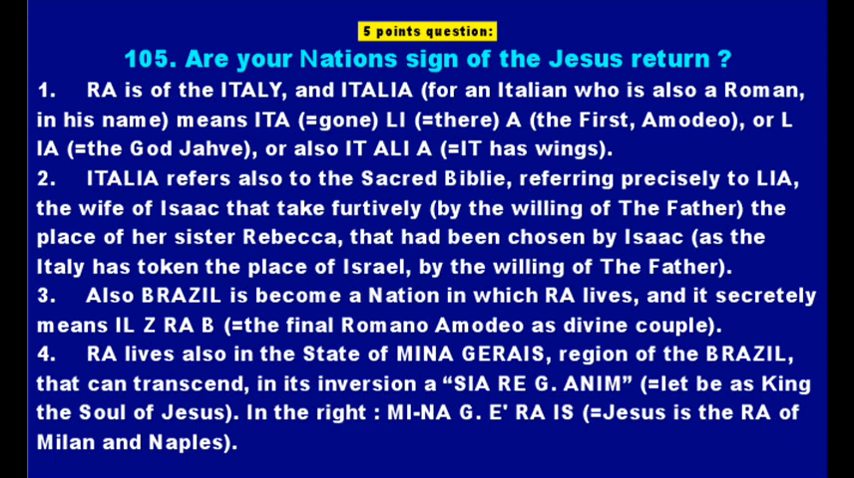 5 points question:
105. Are your Nations sign of the Jesus return ?
1. RA is of the ITALY, and ITALIA (for an Italian who is also a Roman,
in his name) means ITA (=gone) LI (=there) A (the First, Amodeo), or L
IA (=the God Jahve), or also IT ALI A (=IT has wings).
2. ITALIA refers also to the Sacred Biblie, referring precisely to LIA,
the wife of Isaac that take furtively (by the willing of The Father) the
place of her sister Rebecca, that had been chosen by Isaac (as the
Italy has token the place of Israel, by the willing of The Father).
3. Also BRAZIL is become a Nation in which RA lives, and it secretely
means IL Z RA B (=the final Romano Amodeo as divine couple).
4. RA lives also in the State of MINA GERAIS, region of the BRAZIL,
that can transcend, in its inversion a “SIA RE G. ANIM” (=let be as King
the Soul of Jesus). In the right : MI-NA G. E' RA IS (=Jesus is the RA of
Milan and Naples).